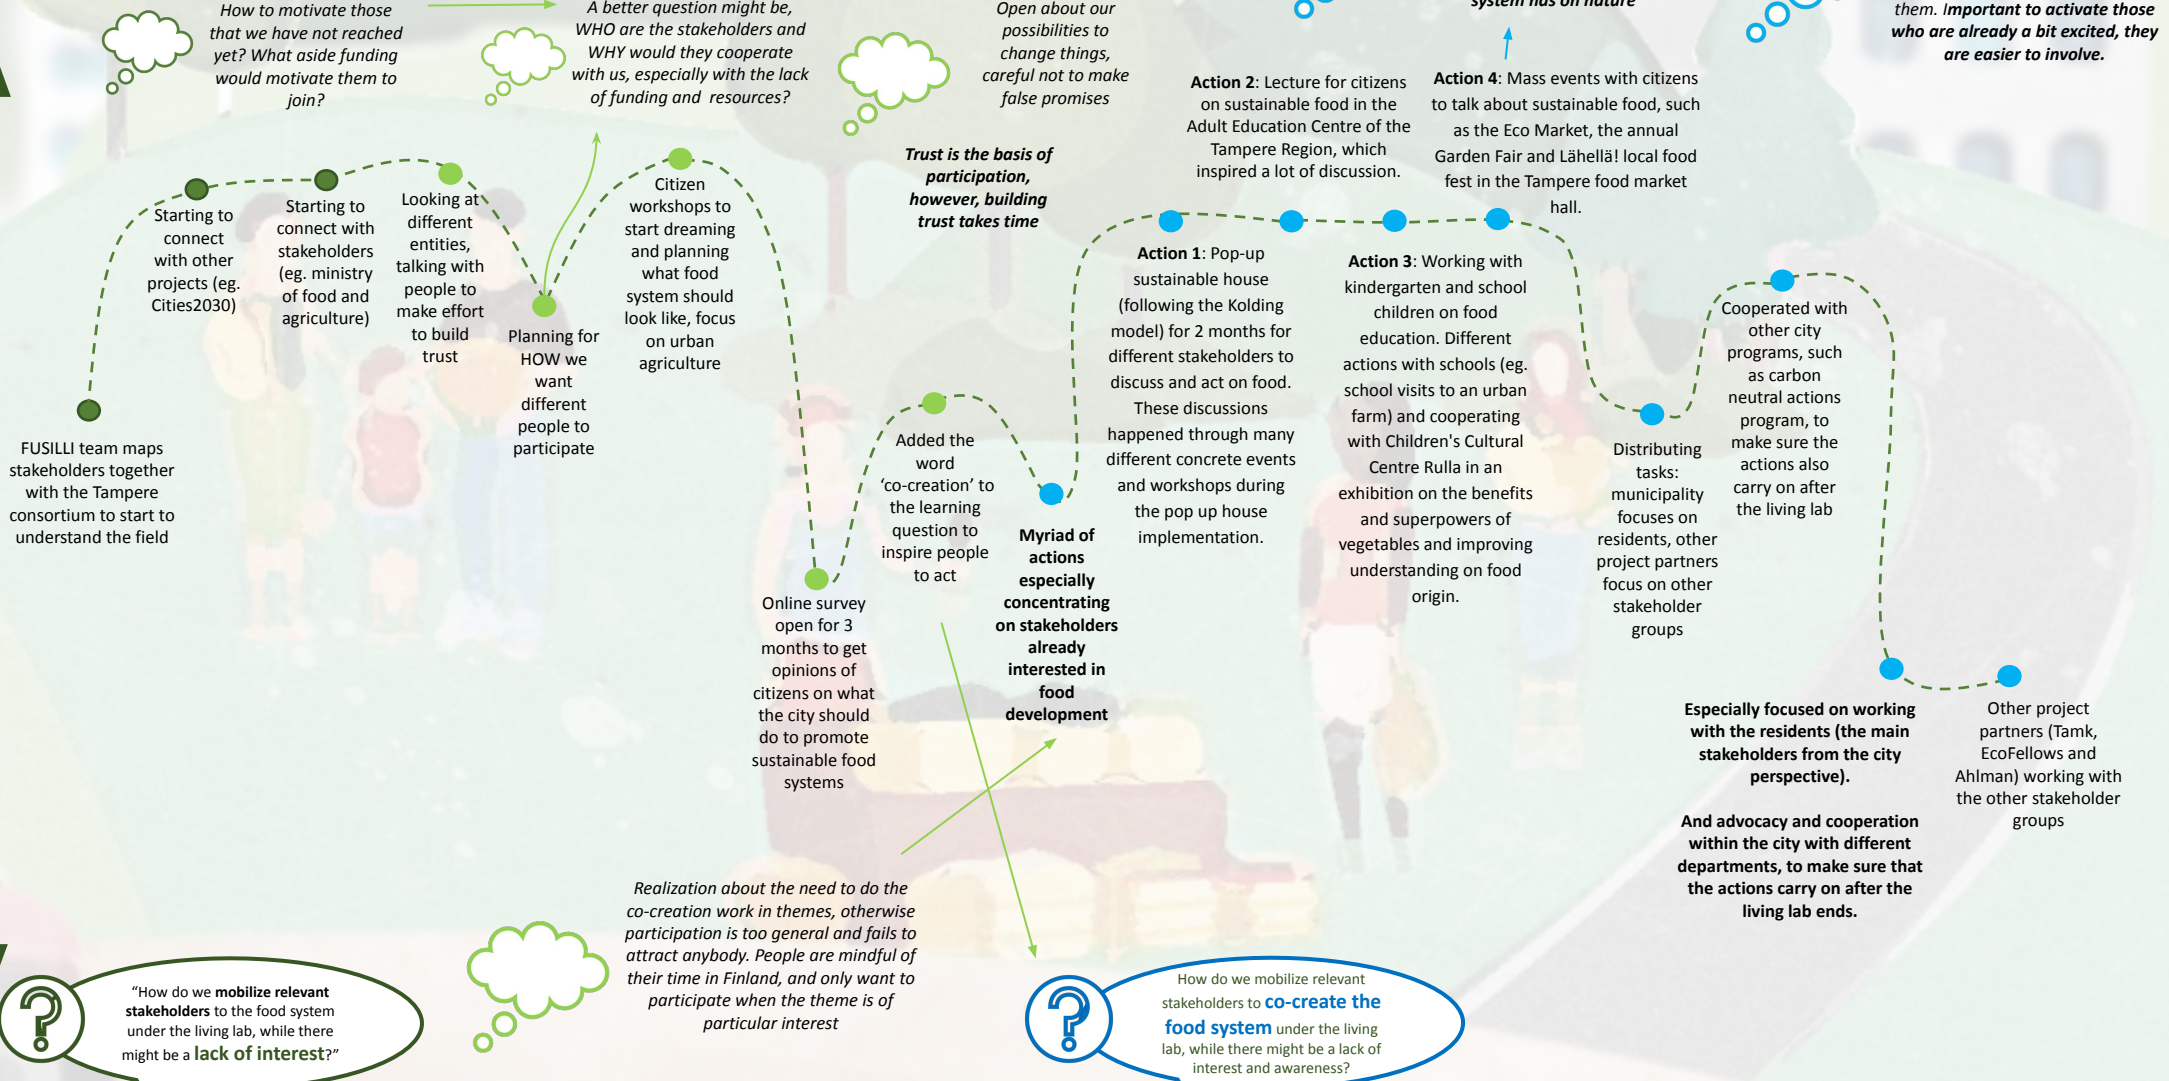 How to motivate those
that we have not reached
yet? What aside funding
would motivate them to
join?
A better question might be,
WHO are the stakeholders and
WHY would they cooperate
with us, especially with the lack
of funding and resources?
Open about our
possibilities to
change things,
careful not to make
false promises
Trust is the basis of
participation,
however, building
trust takes time
Action 2: Lecture for citizens
on sustainable food in the
Adult Education Centre of the
Tampere Region, which
inspired a lot of discussion.
system has on nature
Action 4: Mass events with citizens
to talk about sustainable food, such
as the Eco Market, the annual
Garden Fair and Lähellä! local food
fest in the Tampere food market
hall.
them. Important to activate those
who are already a bit excited, they
are easier to involve.
FUSILLI team maps
stakeholders together
with the Tampere
consortium to start to
understand the field
Starting to
connect
with other
projects (eg.
Cities2030)
Starting to
connect with
stakeholders
(eg. ministry
of food and
agriculture)
Looking at
different
entities,
talking with
people to
make effort
to build
trust
Planning for
HOW we
want
different
people to
participate
Citizen
workshops to
start dreaming
and planning
what food
system should
look like, focus
on urban
agriculture
Online survey
open for 3
months to get
opinions of
citizens on what
the city should
do to promote
sustainable food
systems
Added the
word
‘co-creation’ to
the learning
question to
inspire people
to act
Myriad of
actions
especially
concentrating
on stakeholders
already
interested in
food
development
Action 1: Pop-up
sustainable house
(following the Kolding
model) for 2 months for
different stakeholders to
discuss and act on food.
These discussions
happened through many
different concrete events
and workshops during
the pop up house
implementation.
Action 3: Working with
kindergarten and school
children on food
education. Different
actions with schools (eg.
school visits to an urban
farm) and cooperating
with Children's Cultural
Centre Rulla in an
exhibition on the benefits
and superpowers of
vegetables and improving
understanding on food
origin.
Distributing
tasks:
municipality
focuses on
residents, other
project partners
focus on other
stakeholder
groups
Cooperated with
other city
programs, such
as carbon
neutral actions
program, to
make sure the
actions also
carry on after
the living lab
Especially focused on working
with the residents (the main
stakeholders from the city
perspective).
And advocacy and cooperation
within the city with different
departments, to make sure that
the actions carry on after the
living lab ends.
Other project
partners (Tamk,
EcoFellows and
Ahlman) working with
the other stakeholder
groups
Realization about the need to do the
co-creation work in themes, otherwise
participation is too general and fails to
attract anybody. People are mindful of
their time in Finland, and only want to
participate when the theme is of
particular interest
?
“How do we mobilize relevant
stakeholders to the food system
under the living lab, while there
might be a lack of interest?”
?
How do we mobilize relevant
stakeholders to co-create the
food system under the living
lab, while there might be a lack of
interest and awareness?